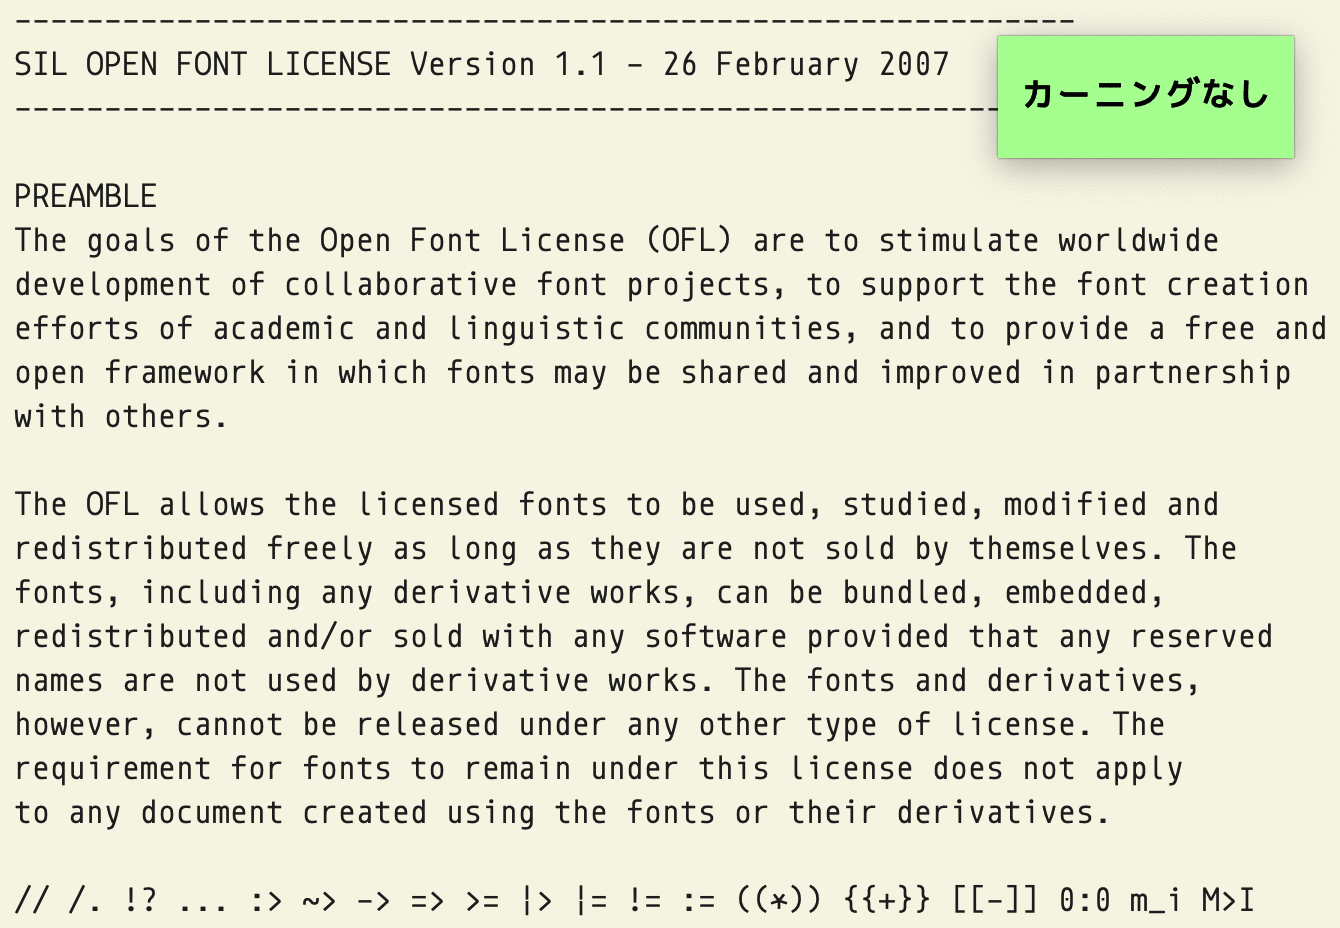 -----------------------------------------------------------
SIL OPEN FONT LICENSE Version 1.1 - 26 February 2007
-------------------------------------------------------
カーニングなし
PREAMBLE
The goals of the Open Font License (OFL) are to stimulate worldwide
development of collaborative font projects, to support the font creation
efforts of academic and linguistic communities, and to provide a free and
open framework in which fonts may be shared and improved in partnership
with others.
The OFL allows the licensed fonts to be used, studied, modified and
redistributed freely as long as they are not sold by themselves. The
fonts, including any derivative works, can be bundled, embedded,
redistributed and/or sold with any software provided that any reserved
names are not used by derivative works. The fonts and derivatives,
however, cannot be released under any other type of license. The
requirement for fonts to remain under this license does not apply
to any document created using the fonts or their derivatives.
// /. !? ... :> ~> -> => >= |> |= != := ((*)) {{+}} [[-]] 0:0 m_i M>I